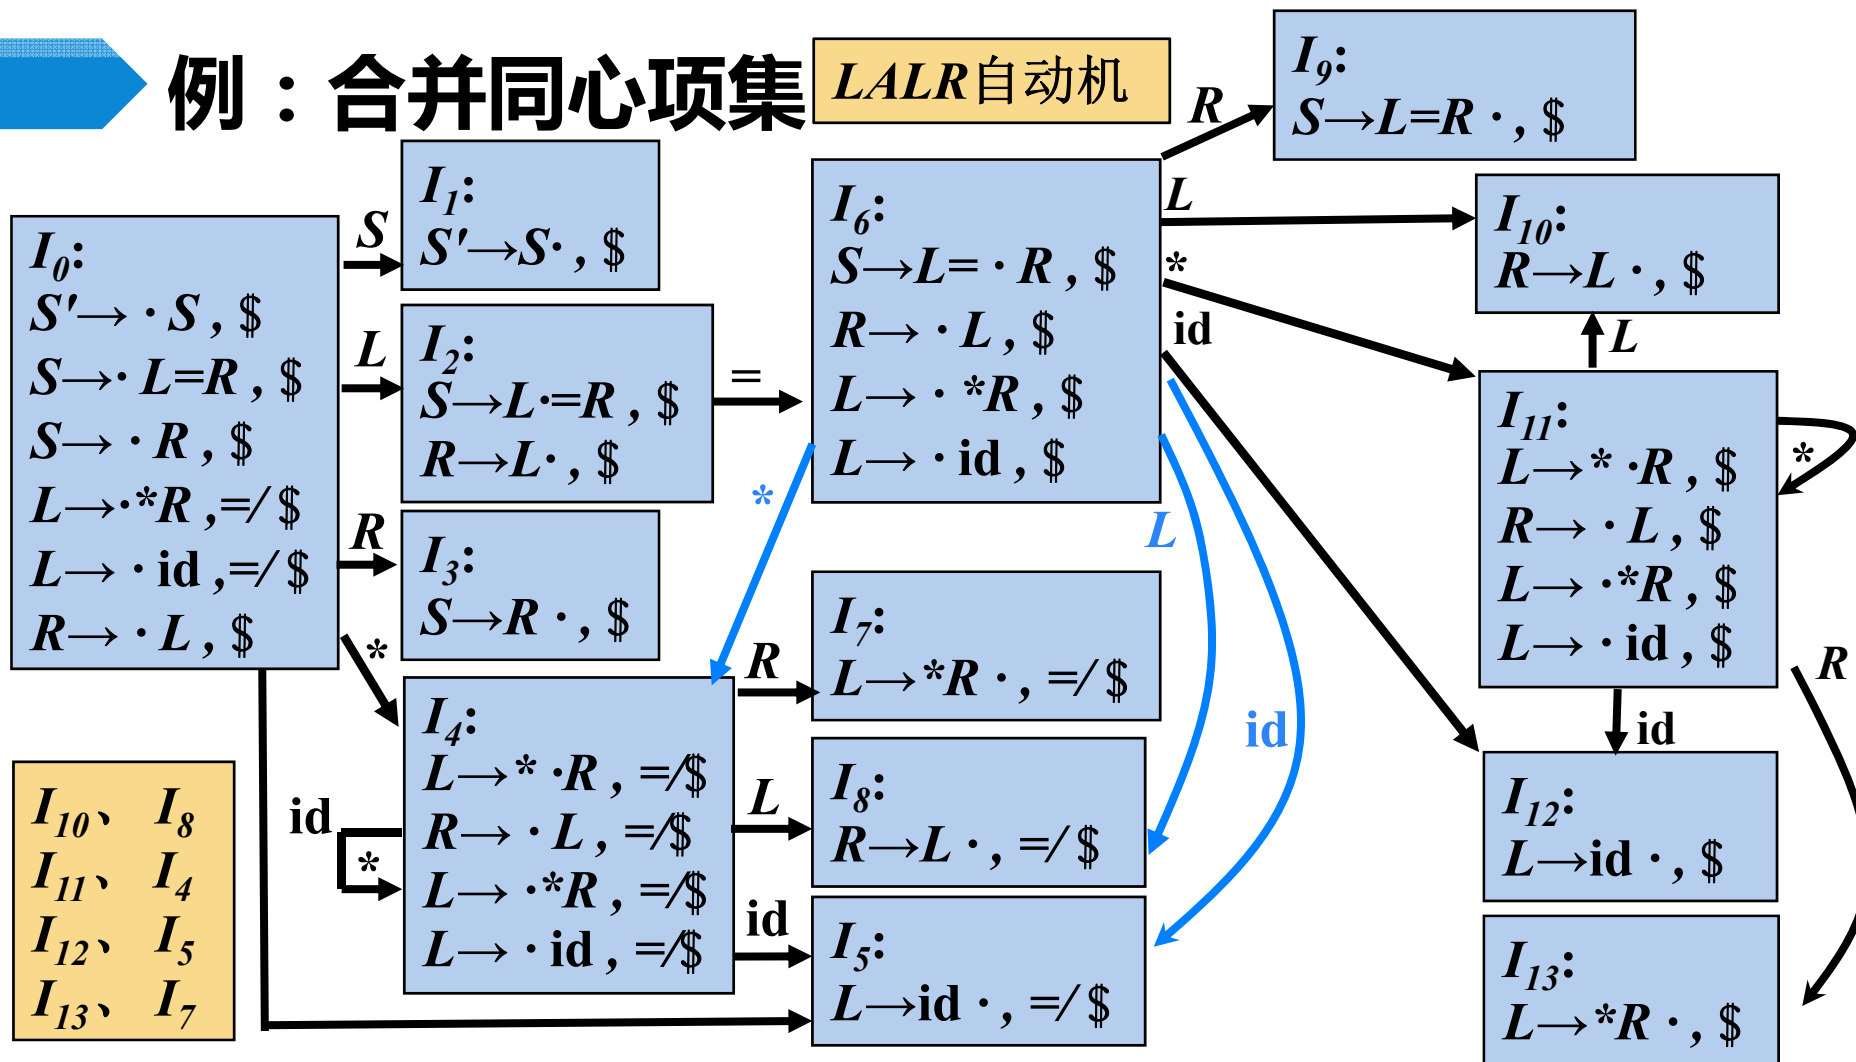 例：合并同心项集
LALR自动机
I0:
S'→ · S , $
S→· L=R , $
S→ · R , $
L→·*R ,=/ $
L→ · id ,=/ $
R→ · L , $
S
L
R
*
id
I1:
S'→S· , $
I2:
S→L·=R , $
R→L· , $
=
I3:
S→R · , $
I4:
L→* ·R , =/$
R→ · L , =/$
L→ ·*R , =/$
L→ · id , =/$
*
R
L
id
I6:
S→L= · R , $
R→ · L , $
L→ · *R , $
L→ · id , $
*
L
id
R
L
*
id
I7:
L→*R · , =/ $
I8:
R→L · , =/ $
I5:
L→id · , =/ $
I9:
S→L=R · , $
I10:
R→L · , $
L
I11:
L→* ·R , $
R→ · L , $
L→ ·*R , $
L→ · id , $
*
R
id
I12:
L→id · , $
I13:
L→*R · , $
I10、 I8
I11、 I4
I12、 I5
I13、 I7